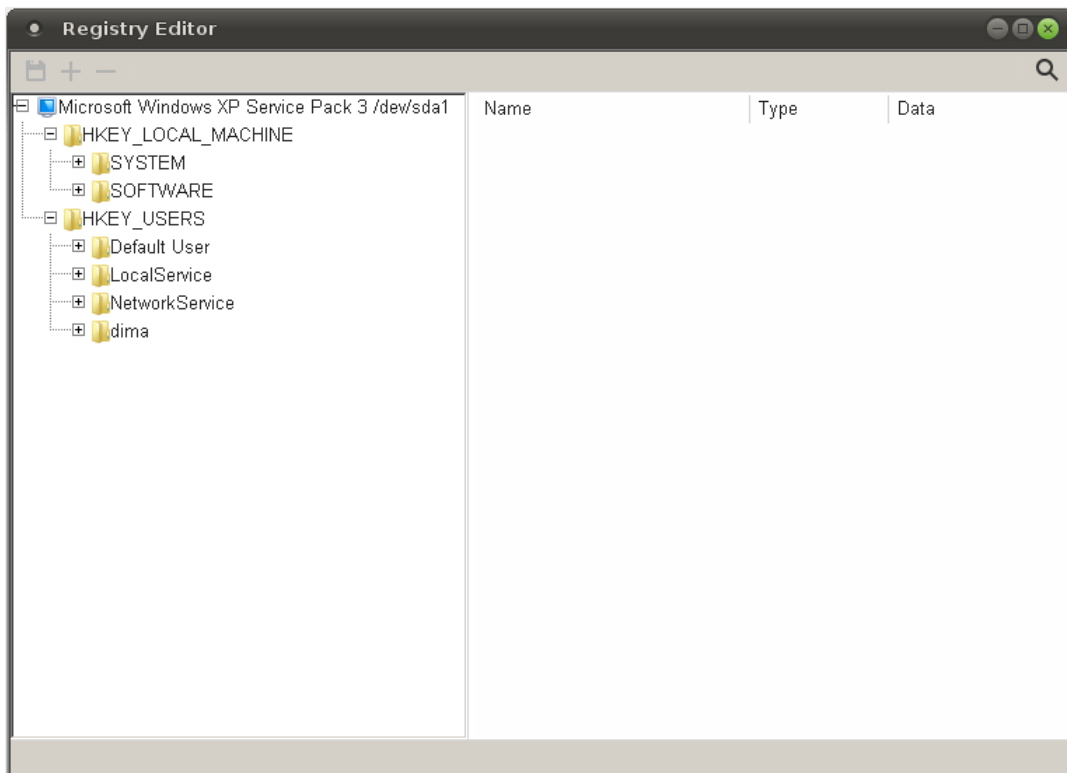 Registry Editor
Microsoft Windows XP Service Pack 3 /dev/sda1
HKEY_LOCAL_MACHINE
SYSTEM
SOFTWARE
HKEY_USERS
Default User
LocalService
NetworkService
dima
Name Type Data